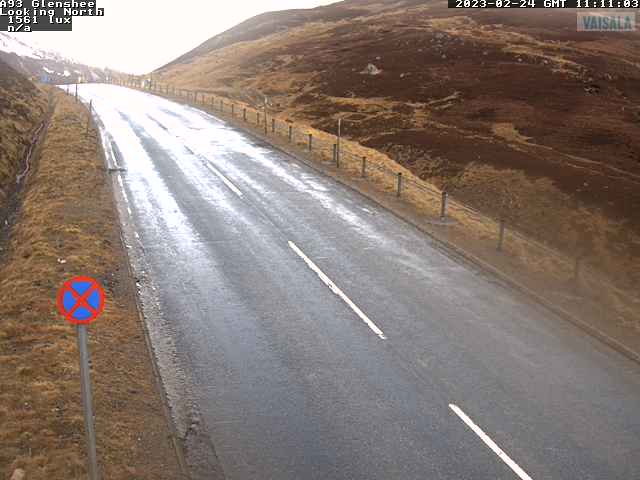 A93 Glenshee
Looking North
1561 lux
n/a
2023-02-24 GMT 11:11:03
VAISALA